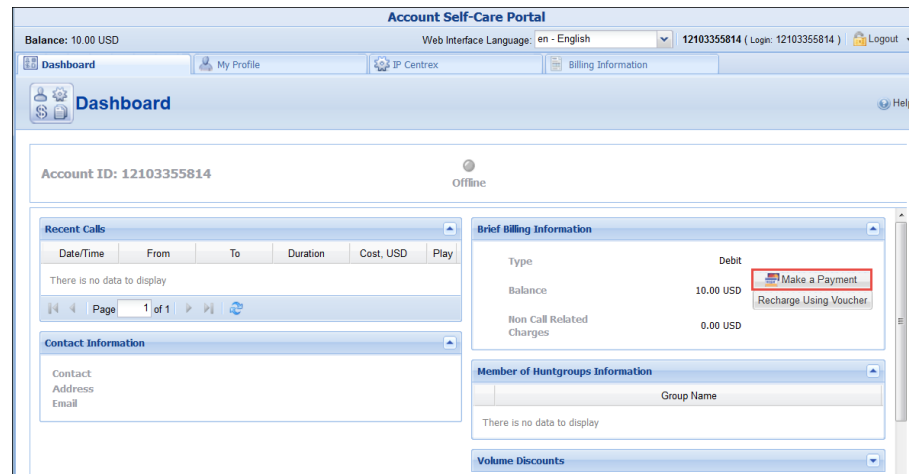 Account Self-Care Portal
Balance: 10.00 USD Web Interface Language: en - English 12103355814 ( Login: 12103355814 ) Logout
Dashboard My Profile IP Centrex Billing Information
Dashboard
Help
Account ID: 12103355814
Offline
Recent Calls
Date/Time From To Duration Cost, USD Play
There is no data to display
Page 1 of 1
Contact Information
Contact
Address
Email
Brief Billing Information
Type Debit
Make a Payment
Balance 10.00 USD
Recharge Using Voucher
Non Call Related
Charges 0.00 USD
Member of Huntgroups Information
Group Name
There is no data to display
Volume Discounts